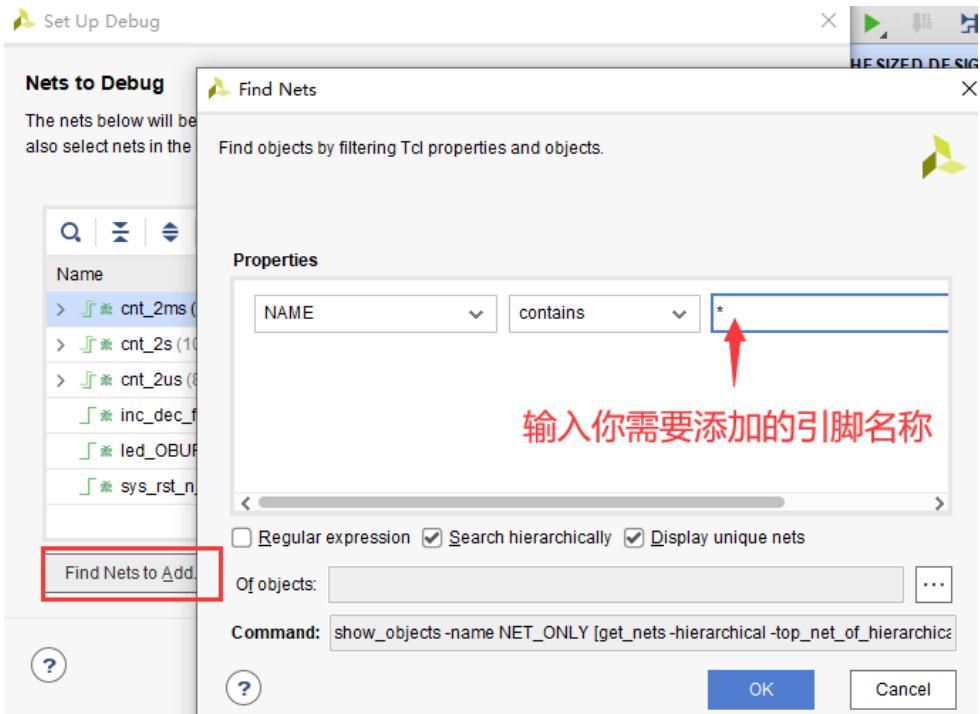 Set Up Debug
HE SIZED DE SIG
Nets to Debug
The nets below will be
also select nets in the
Name
cnt_2ms (
cnt_2s (10
cnt_2us (8
inc_dec_f
led_OBUF
sys_rst_n_
Find Nets to Add.
?
Find Nets
Find objects by filtering Tcl properties and objects.
Properties
NAME contains *
输入你需要添加的引脚名称
Regular expression Search hierarchically Display unique nets
Of objects: ...
Command: show_objects -name NET_ONLY [get_nets -hierarchical -top_net_of_hierarchica
? OK Cancel